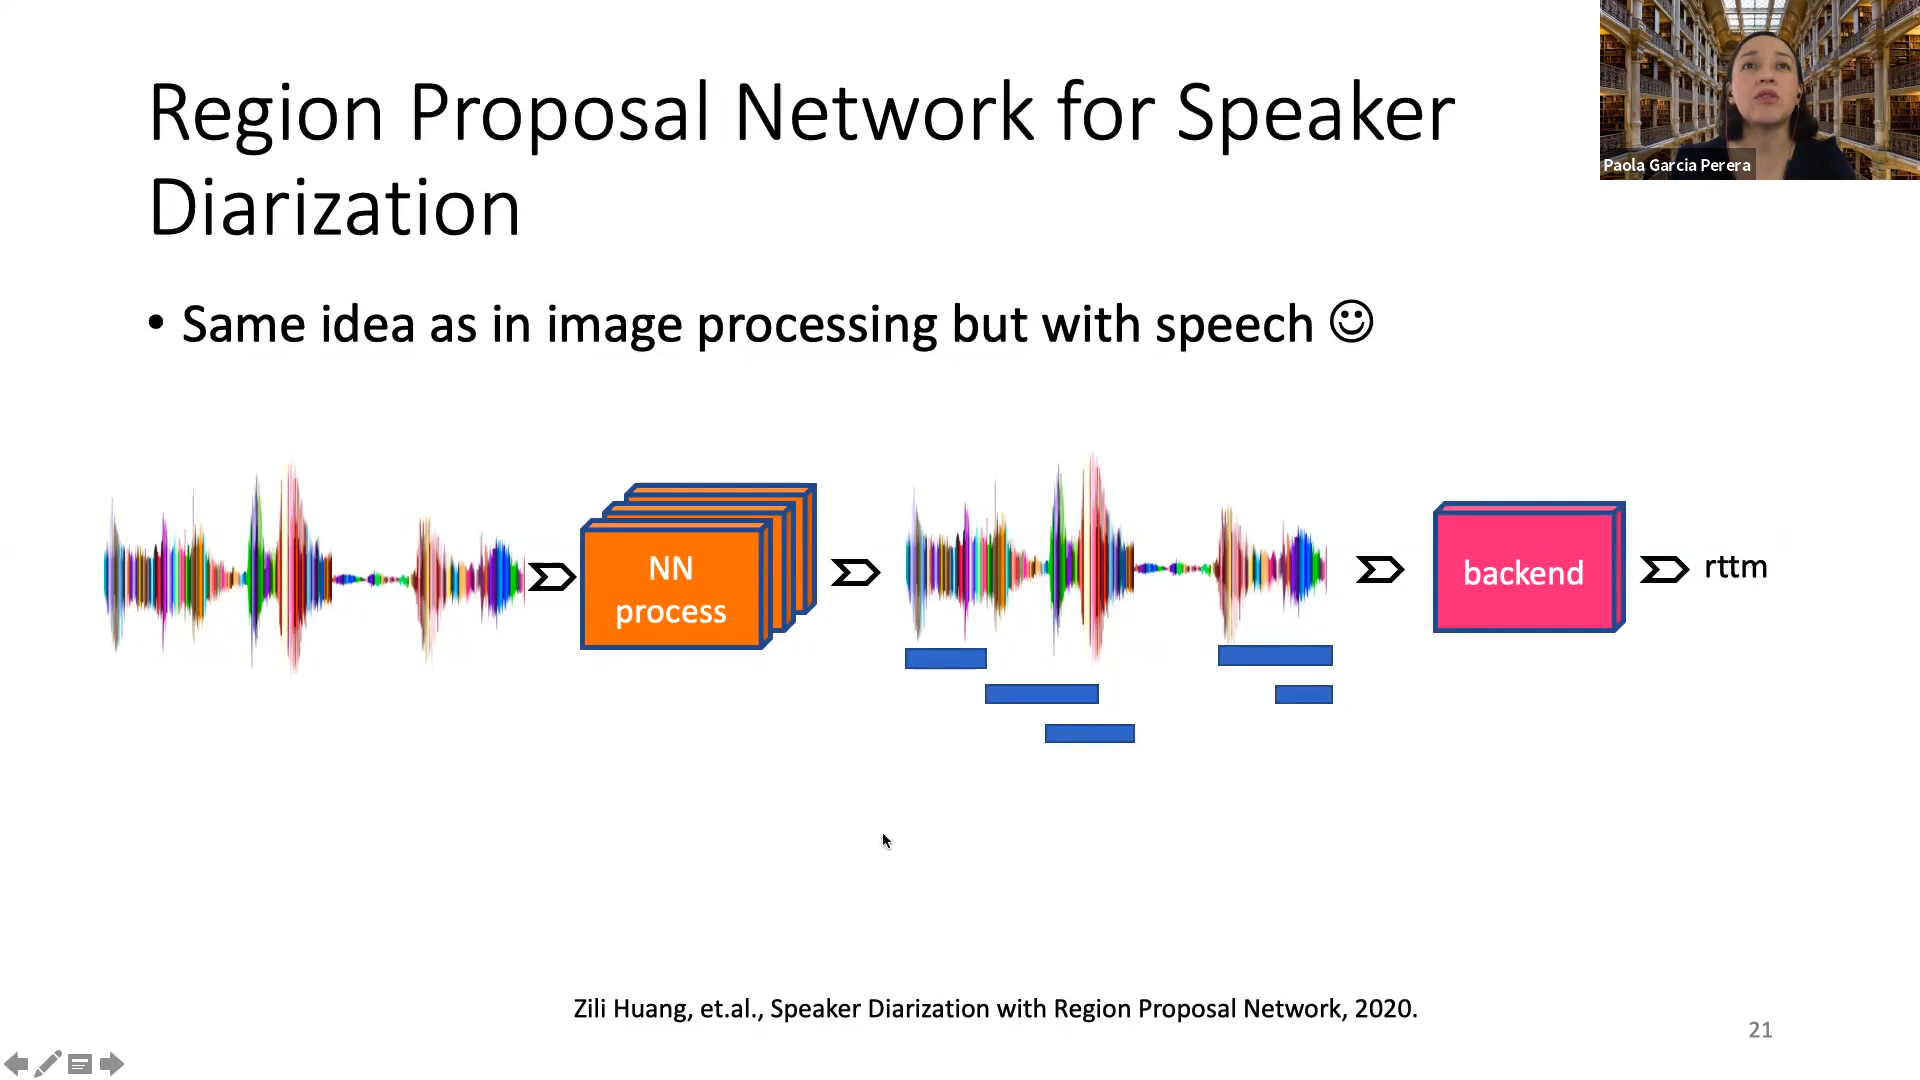 Region Proposal Network for Speaker
Diarization
Paola Garcia Perera
• Same idea as in image processing but with speech ☺
NN
process
backend
rttm
Zili Huang, et.al., Speaker Diarization with Region Proposal Network, 2020.
21